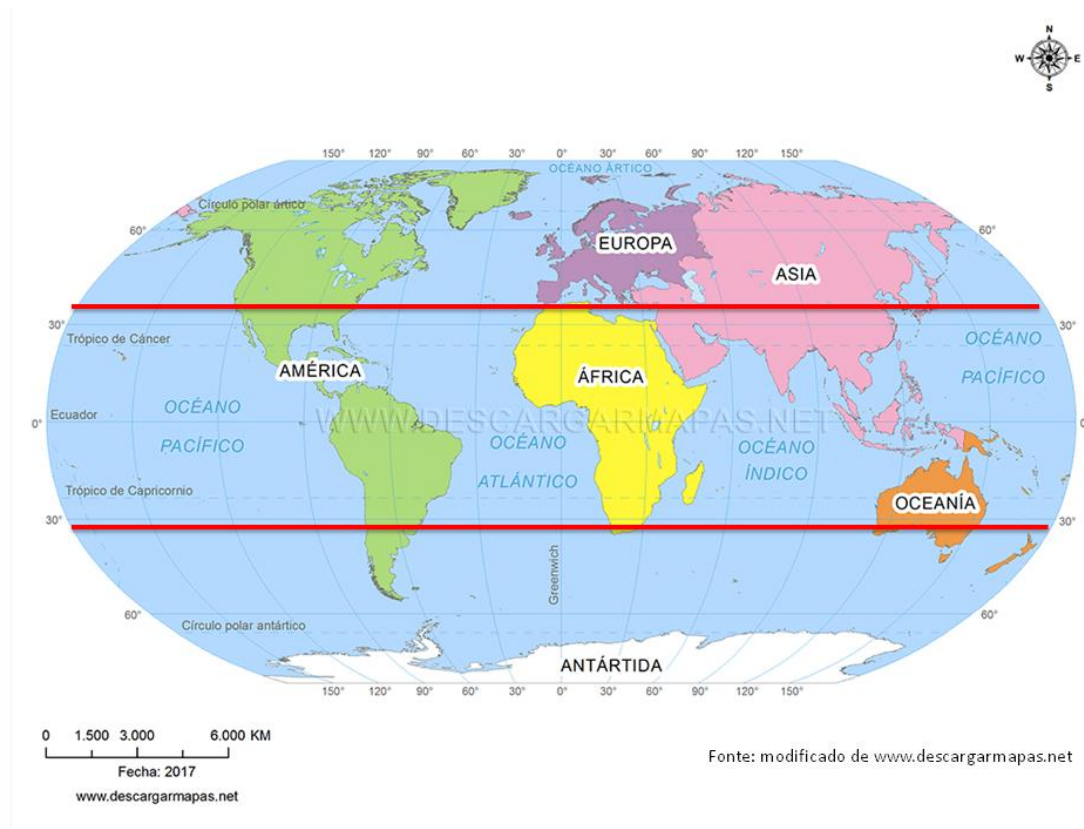 N
W E
S
150° 120° 90° 60° 30° 0° 30° 60° 90° 120° 150°
OCÉANO ÁRTICO
Círculo polar ártico
60° 60°
EUROPA
ASIA
30° 30°
Trópico de Cáncer
OCÉANO
PACÍFICO
AMÉRICA
ÁFRICA
OCÉANO
PACÍFICO
Ecuador
0° 0
WWW.DESCARGARMAPAS.NET
OCÉANO
ATLÁNTICO
OCÉANO
ÍNDICO
Trópico de Capricornio
OCEANÍA
30° 30°
Greenwich
60° 60°
Círculo polar antártico
ANTÁRTIDA
150° 120° 90° 60° 30° 0° 30° 60° 90° 120° 150°
0 1.500 3.000 6.000 KM
Fecha: 2017
www.descargarmapas.net
Fonte: modificado de www.descargarmapas.net